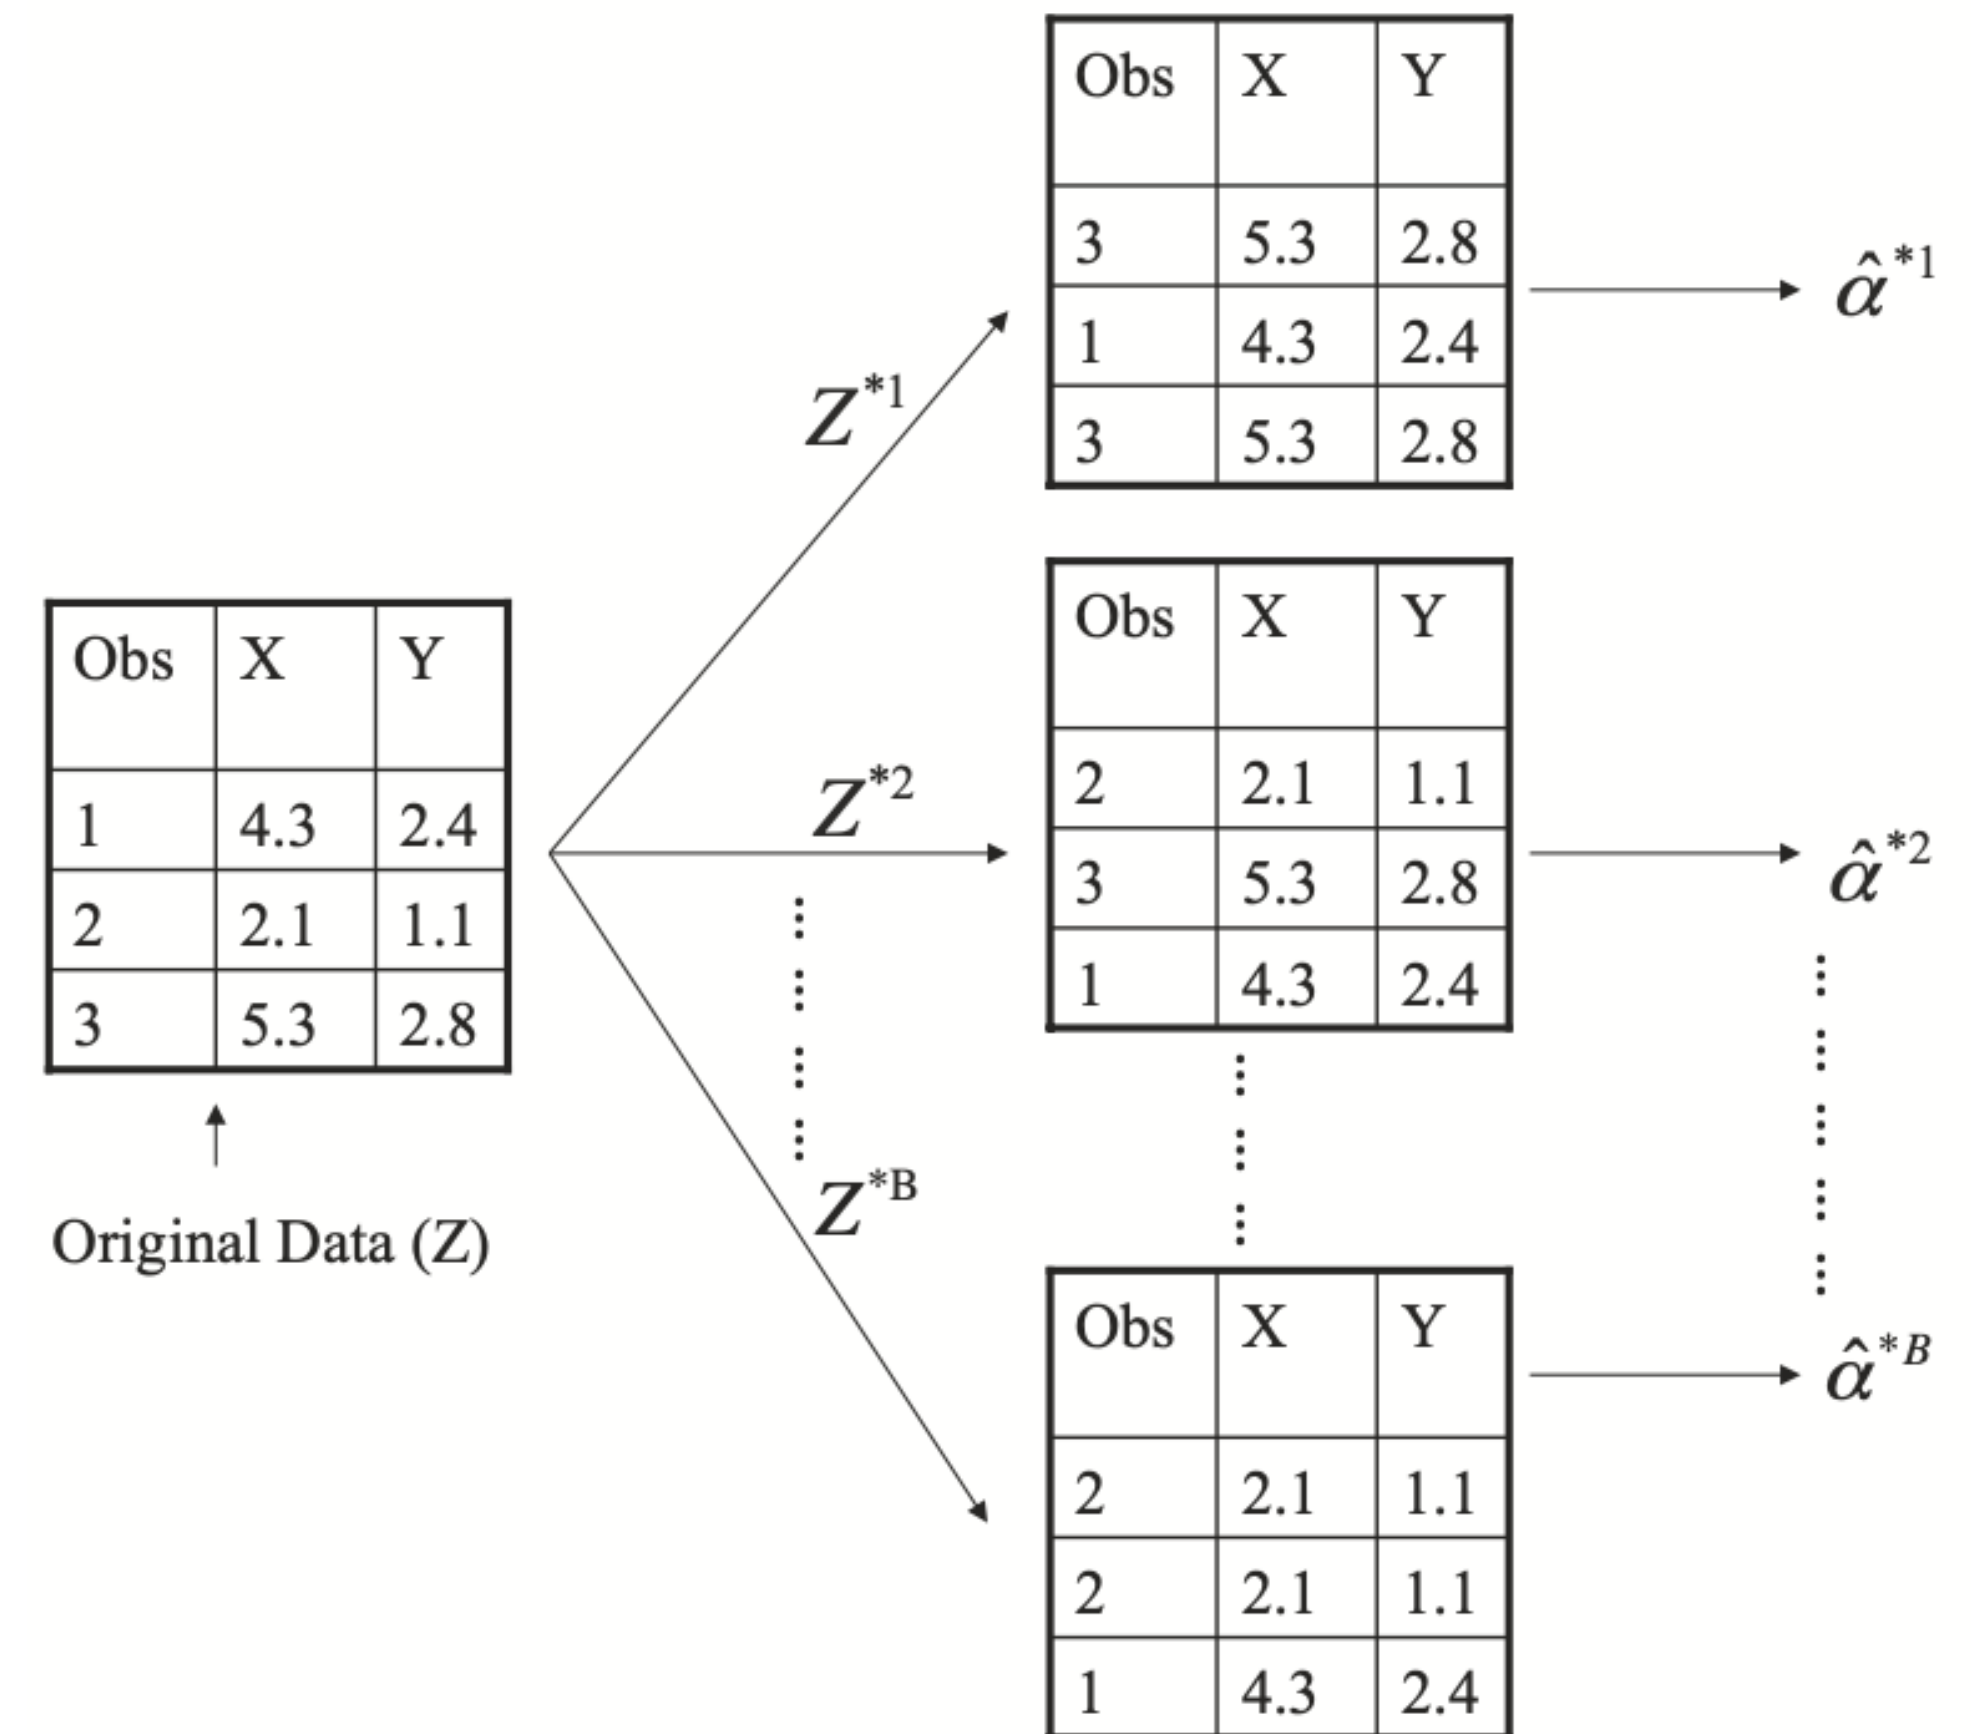 Obs X Y
1 4.3 2.4
2 2.1 1.1
3 5.3 2.8
Original Data (Z)
Z*1
Z*2
Z*B
Obs X Y
3 5.3 2.8
1 4.3 2.4
3 5.3 2.8
α̂*1
Obs X Y
2 2.1 1.1
3 5.3 2.8
1 4.3 2.4
α̂*2
Obs X Y
2 2.1 1.1
2 2.1 1.1
1 4.3 2.4
α̂*B